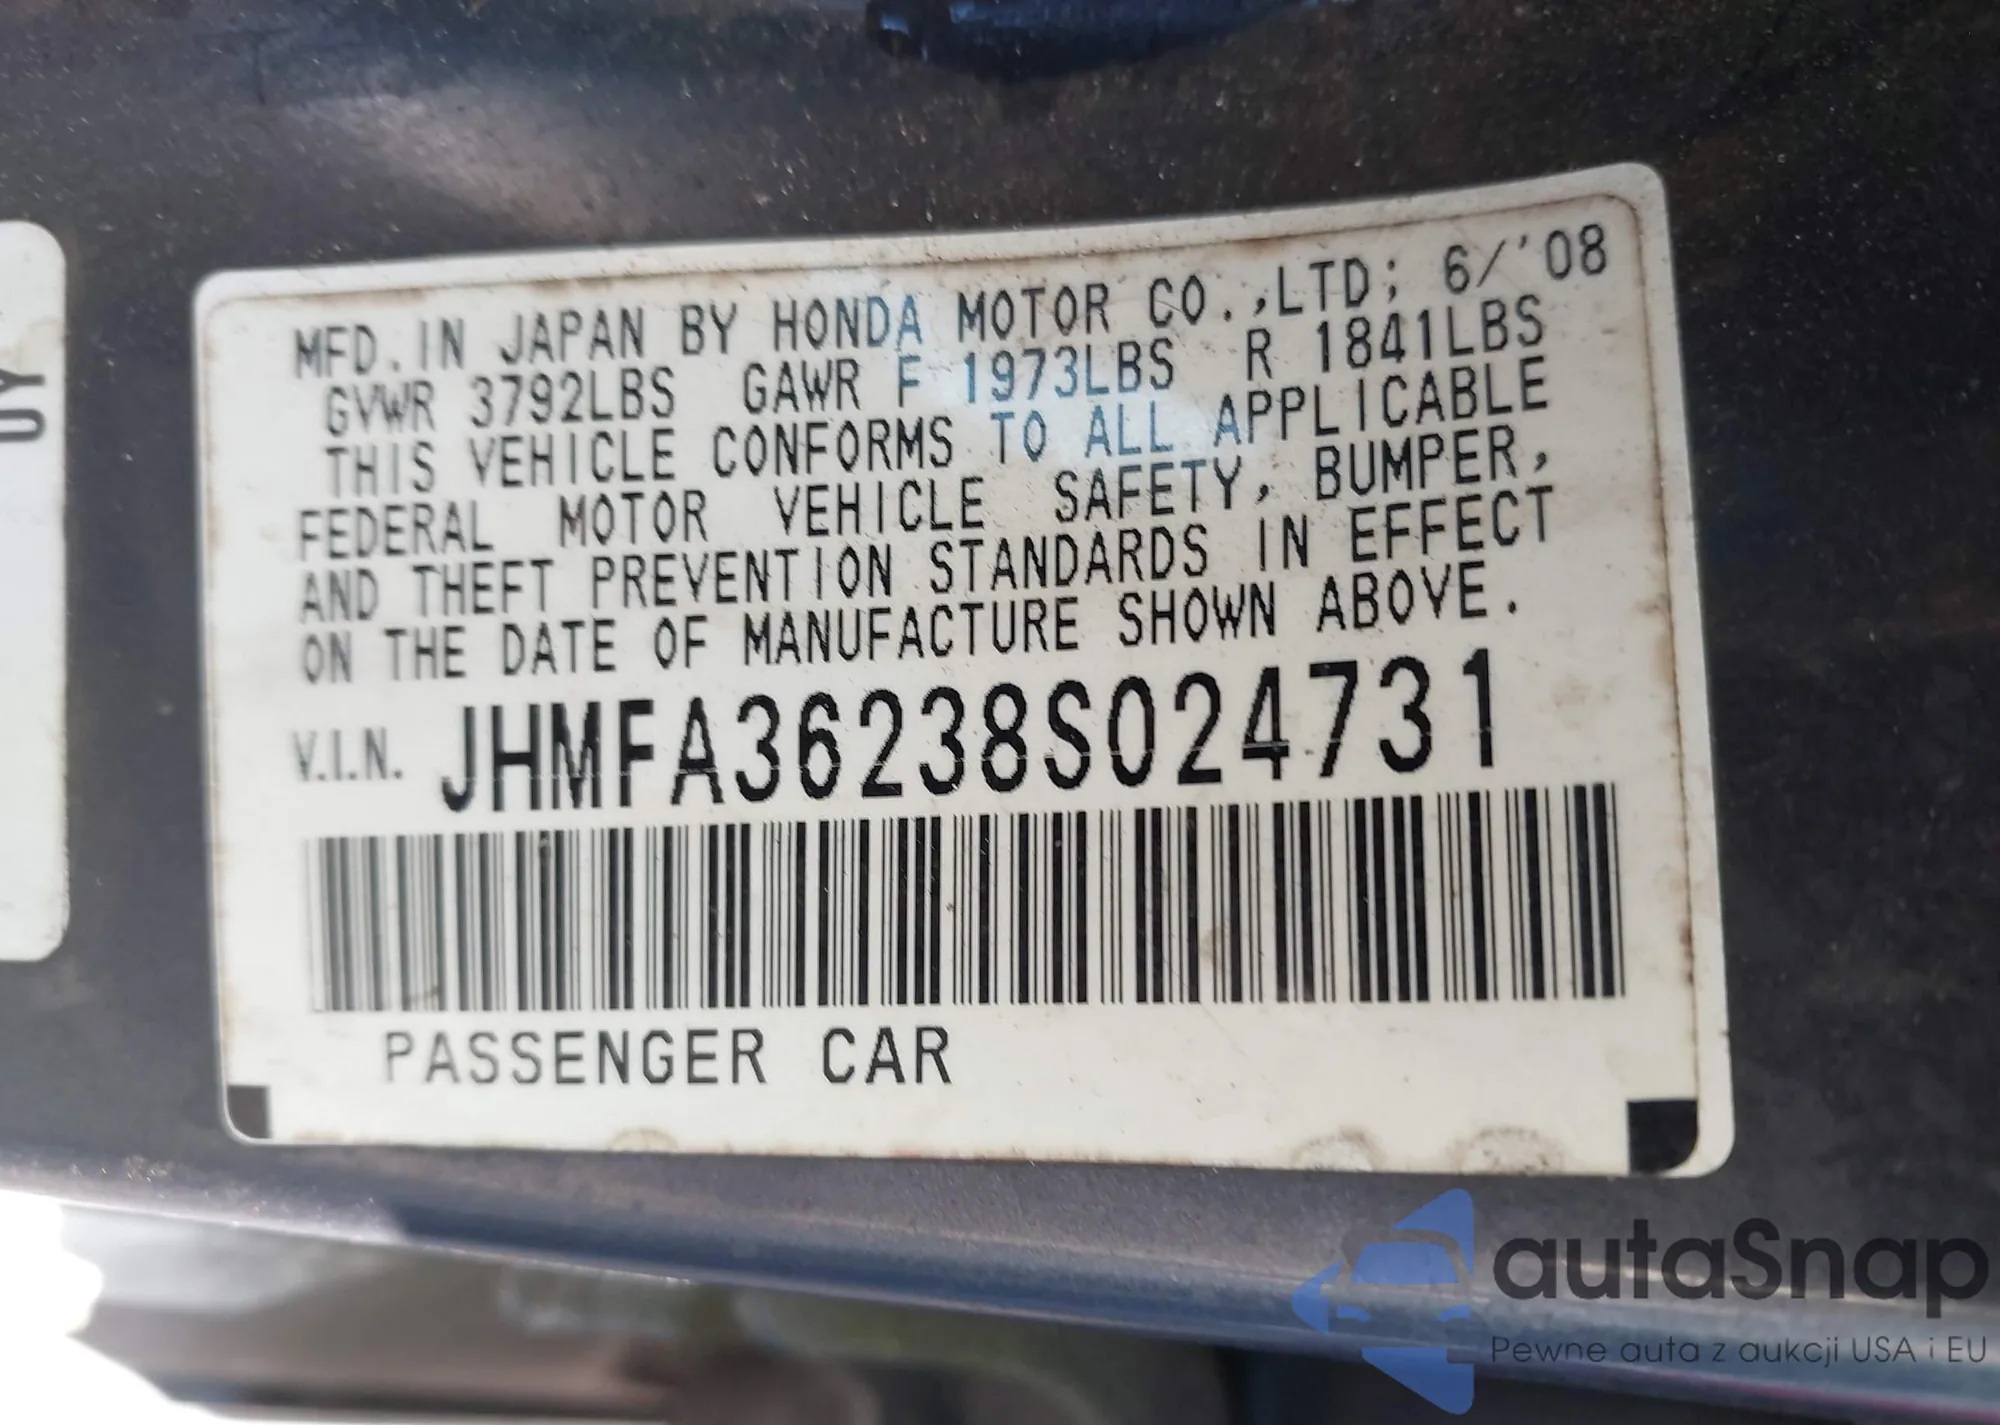 MFD. IN JAPAN BY HONDA MOTOR CO.,LTD; 6/'08
GVWR 3792LBS GAWR F 1973LBS R 1841LBS
THIS VEHICLE CONFORMS TO ALL APPLICABLE
FEDERAL MOTOR VEHICLE SAFETY, BUMPER,
AND THEFT PREVENTION STANDARDS IN EFFECT
ON THE DATE OF MANUFACTURE SHOWN ABOVE.
V.I.N. JHMFA36238S024731
PASSENGER CAR
autaSnap
Pewne auta z aukcji USA i EU